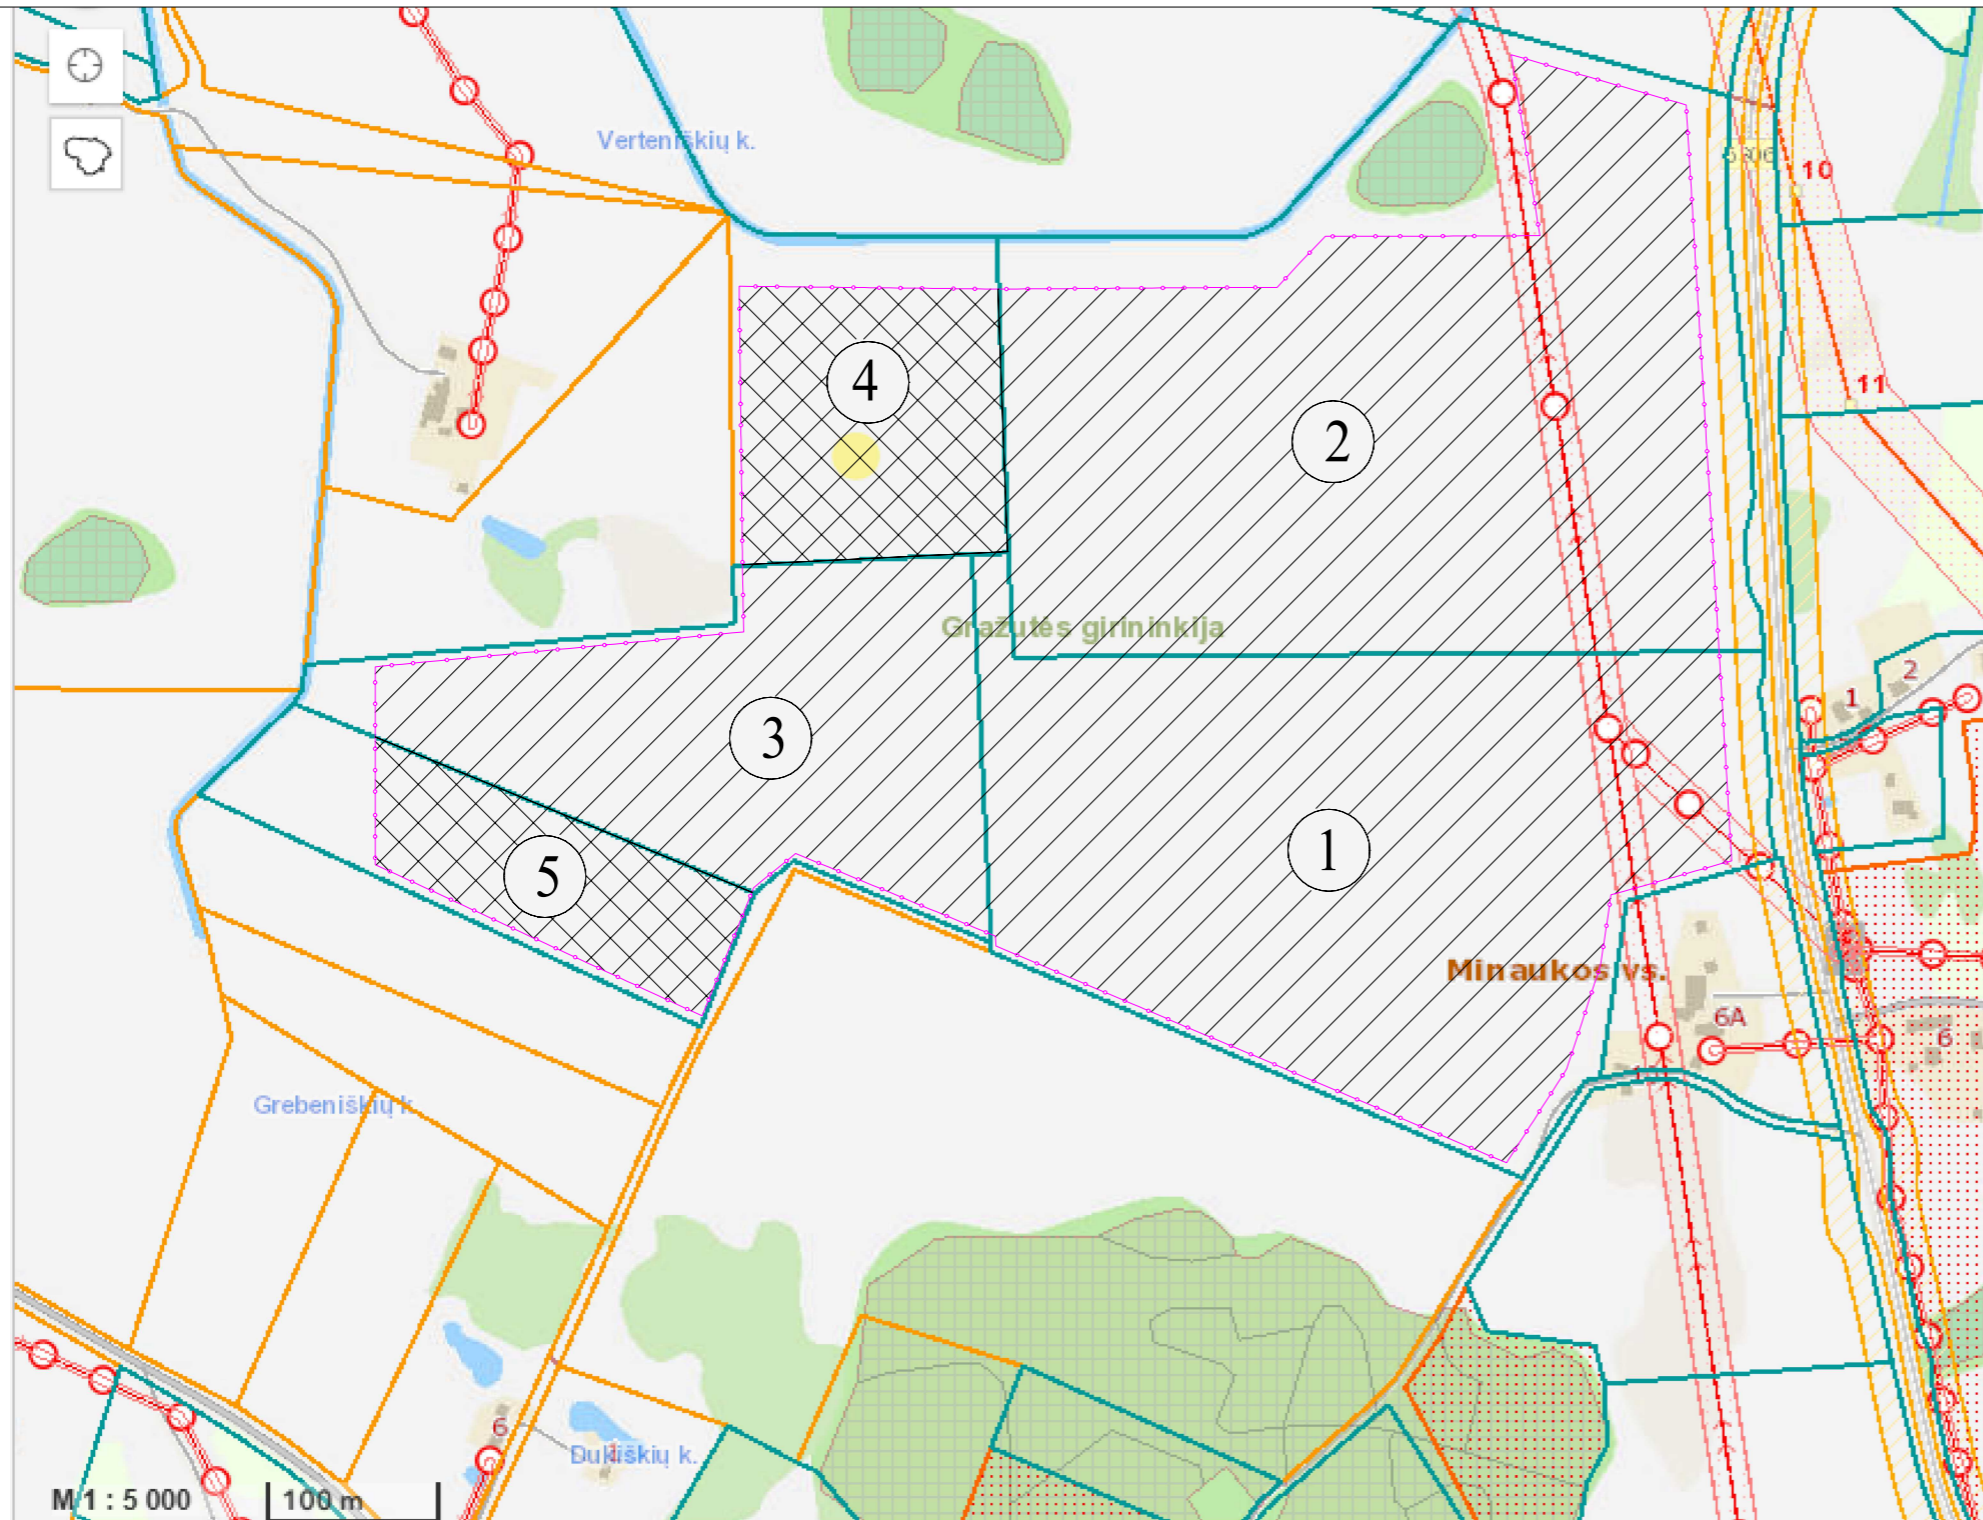 Verteniškių k.
10
4
11
2
Gražutės girininkija
2
1
3
1
5
Minaukos vs.
6A
6
Grebeniškių k.
6
Dukiškių k.
M 1 : 5 000
100 m